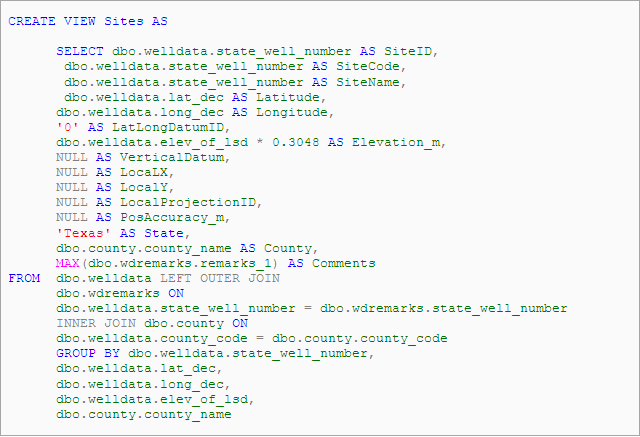 CREATE VIEW Sites AS
SELECT dbo.welldata.state_well_number AS SiteID,
dbo.welldata.state_well_number AS SiteCode,
dbo.welldata.state_well_number AS SiteName,
dbo.welldata.lat_dec AS Latitude,
dbo.welldata.long_dec AS Longitude,
'0' AS LatLongDatumID,
dbo.welldata.elev_of_lsd * 0.3048 AS Elevation_m,
NULL AS VerticalDatum,
NULL AS LocaLX,
NULL AS LocalY,
NULL AS LocalProjectionID,
NULL AS PosAccuracy_m,
'Texas' AS State,
dbo.county.county_name AS County,
MAX(dbo.wdremarks.remarks_1) AS Comments
FROM dbo.welldata LEFT OUTER JOIN
dbo.wdremarks ON
dbo.welldata.state_well_number = dbo.wdremarks.state_well_number
INNER JOIN dbo.county ON
dbo.welldata.county_code = dbo.county.county_code
GROUP BY dbo.welldata.state_well_number,
dbo.welldata.lat_dec,
dbo.welldata.long_dec,
dbo.welldata.elev_of_lsd,
dbo.county.county_name